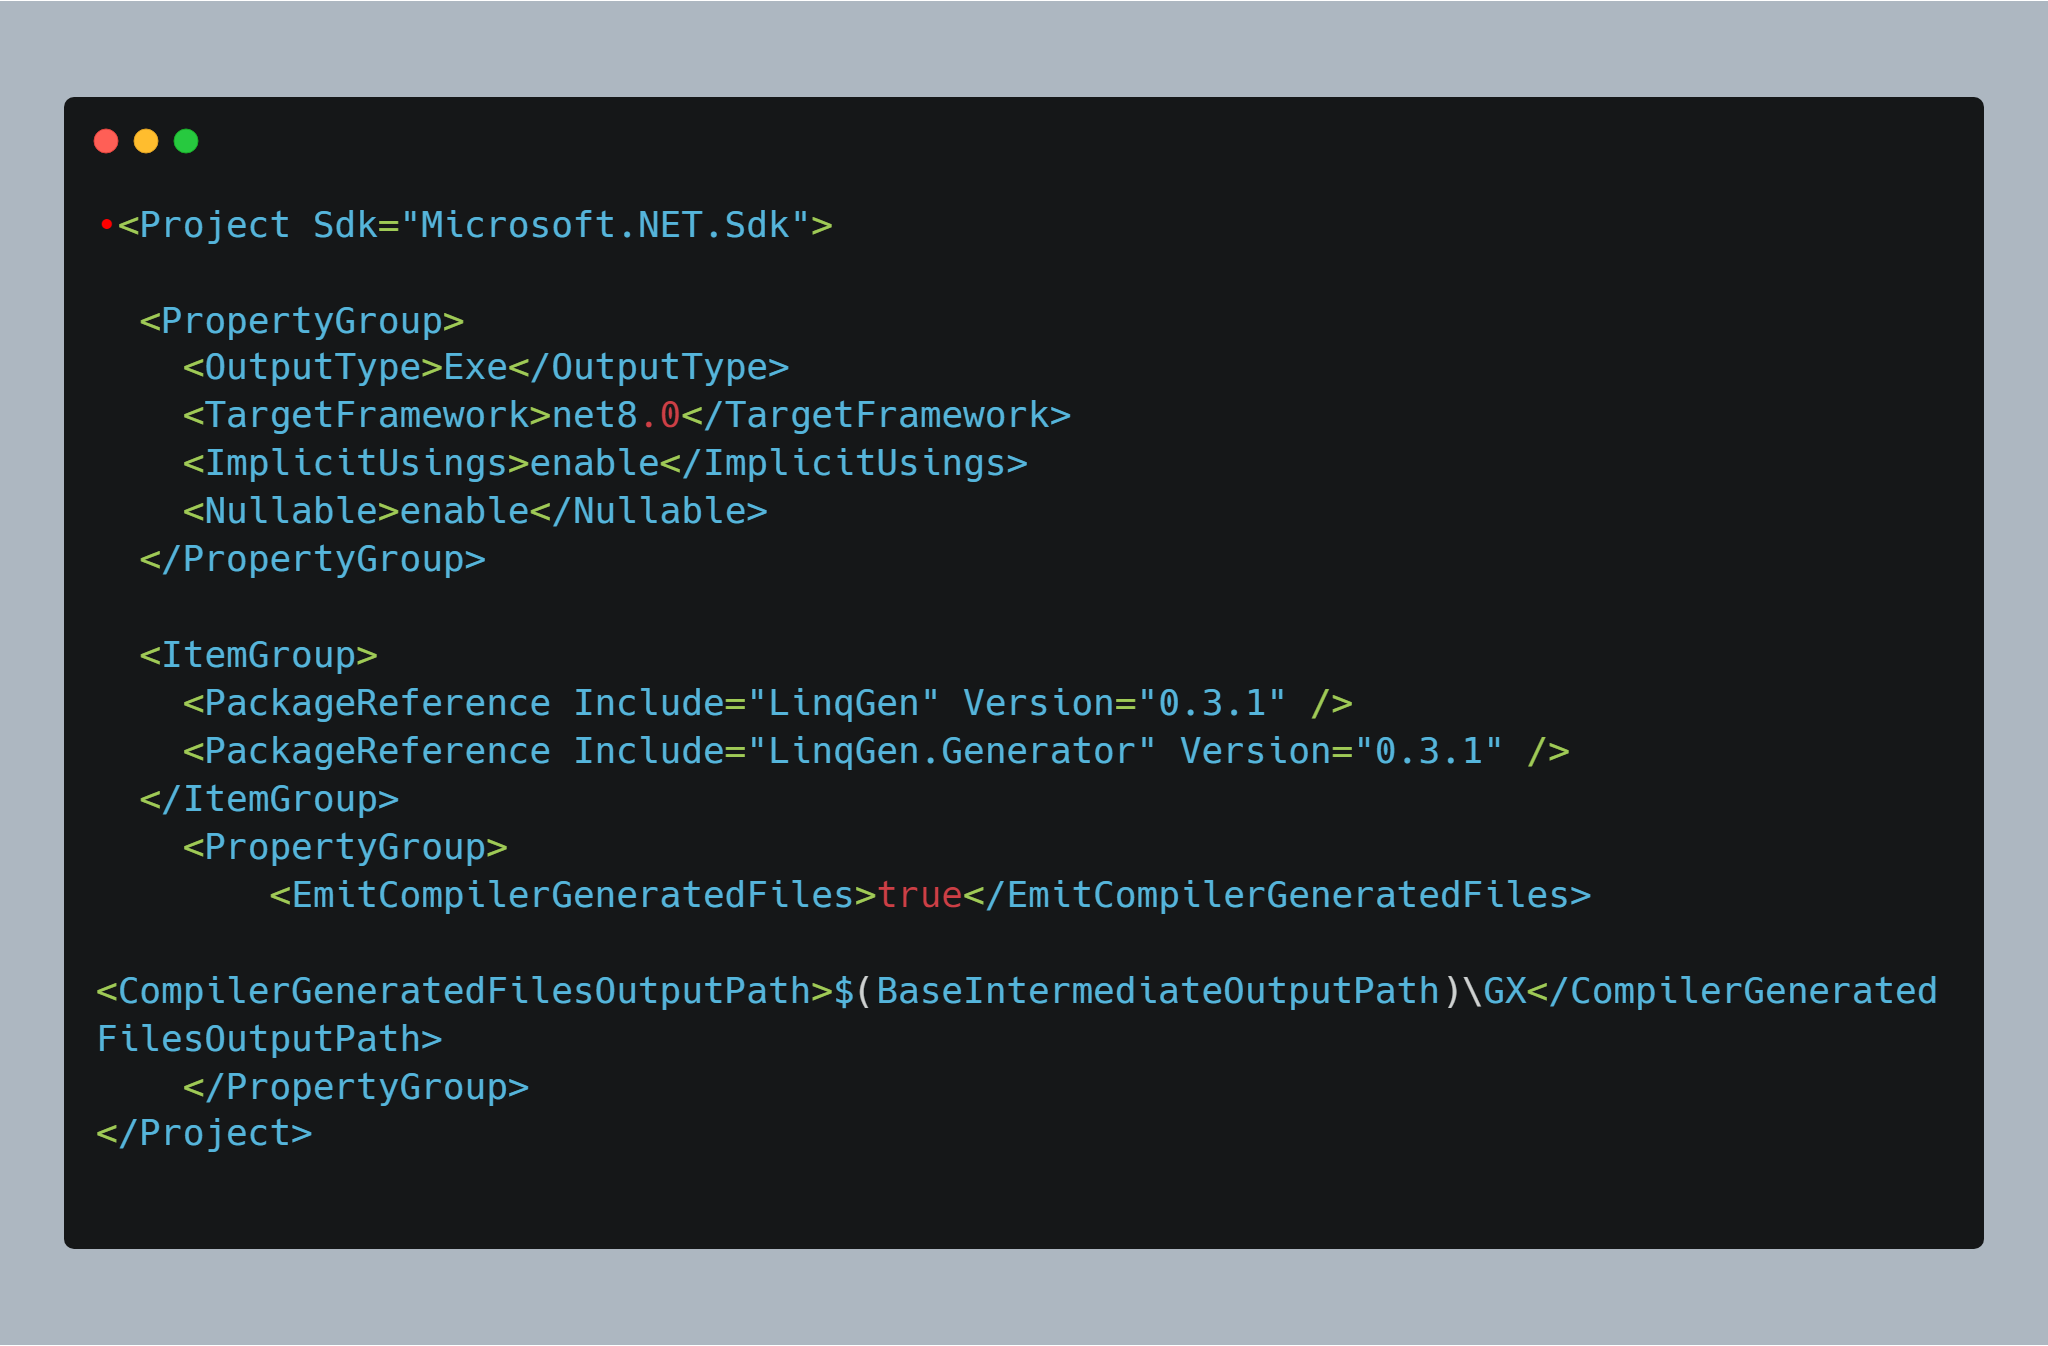 •<Project Sdk="Microsoft.NET.Sdk">
<PropertyGroup>
<OutputType>Exe</OutputType>
<TargetFramework>net8.0</TargetFramework>
<ImplicitUsings>enable</ImplicitUsings>
<Nullable>enable</Nullable>
</PropertyGroup>
<ItemGroup>
<PackageReference Include="LinqGen" Version="0.3.1" />
<PackageReference Include="LinqGen.Generator" Version="0.3.1" />
</ItemGroup>
<PropertyGroup>
<EmitCompilerGeneratedFiles>true</EmitCompilerGeneratedFiles>
<CompilerGeneratedFilesOutputPath>$(BaseIntermediateOutputPath)\GX</CompilerGenerated
FilesOutputPath>
</PropertyGroup>
</Project>